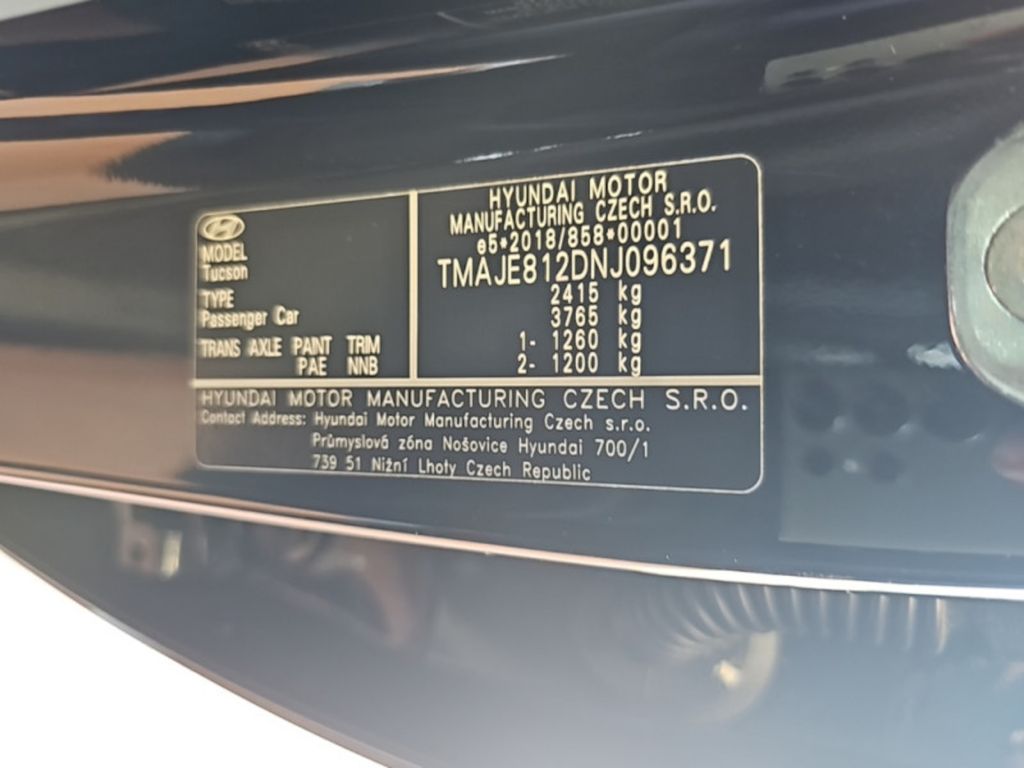 MODEL
Tucson
TYPE
Passenger Car
TRANS AXLE PAINT TRIM
PAE NNB
HYUNDAI MOTOR
MANUFACTURING CZECH S.R.O.
e5*2018/858*00001
TMAJE812DNJ096371
2415 kg
3765 kg
1- 1260 kg
2- 1200 kg
HYUNDAI MOTOR MANUFACTURING CZECH S.R.O.
Contact Address: Hyundai Motor Manufacturing Czech s.r.o.
Průmyslová zóna Nošovice Hyundai 700/1
739 51 Nižní Lhoty Czech Republic